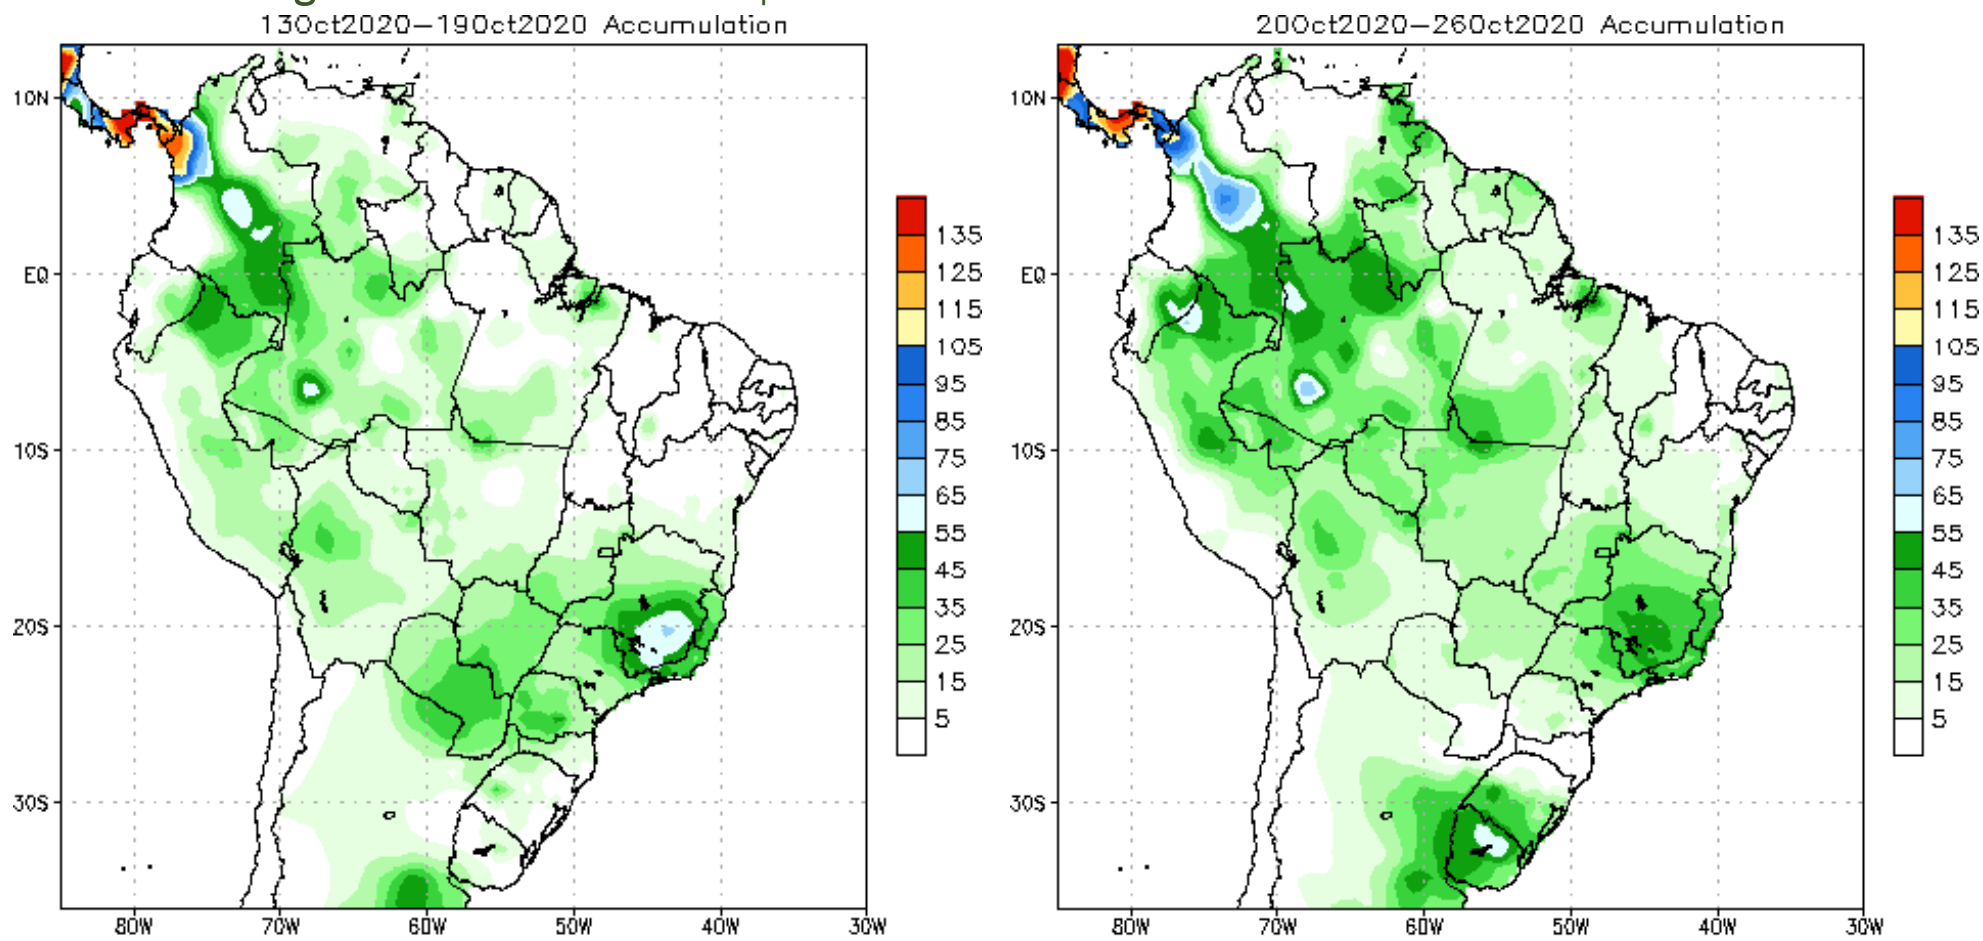 13Oct2020–19Oct2020 Accumulation
20Oct2020–26Oct2020 Accumulation
10N
EQ
10S
20S
30S
80W
70W
60W
50W
40W
30W
135
125
115
105
95
85
75
65
55
45
35
25
15
5
10N
EQ
10S
20S
30S
80W
70W
60W
50W
40W
30W
135
125
115
105
95
85
75
65
55
45
35
25
15
5